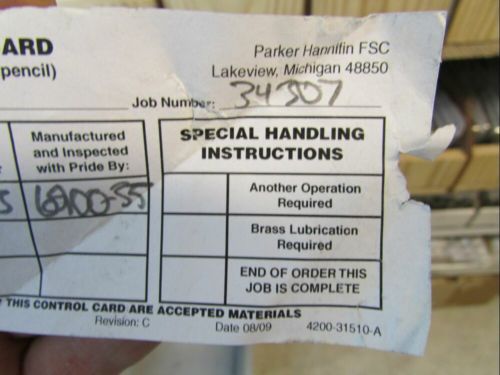 ARD
Parker Hannifin FSC
pencil)
Lakeview, Michigan 48850
Job Number: 34307
Manufactured
and Inspected
with Pride By:
SPECIAL HANDLING
INSTRUCTIONS
Another Operation
Required
Brass Lubrication
Required
END OF ORDER THIS
JOB IS COMPLETE
THIS CONTROL CARD ARE ACCEPTED MATERIALS
Revision: C
Date 08/09
4200-31510-A